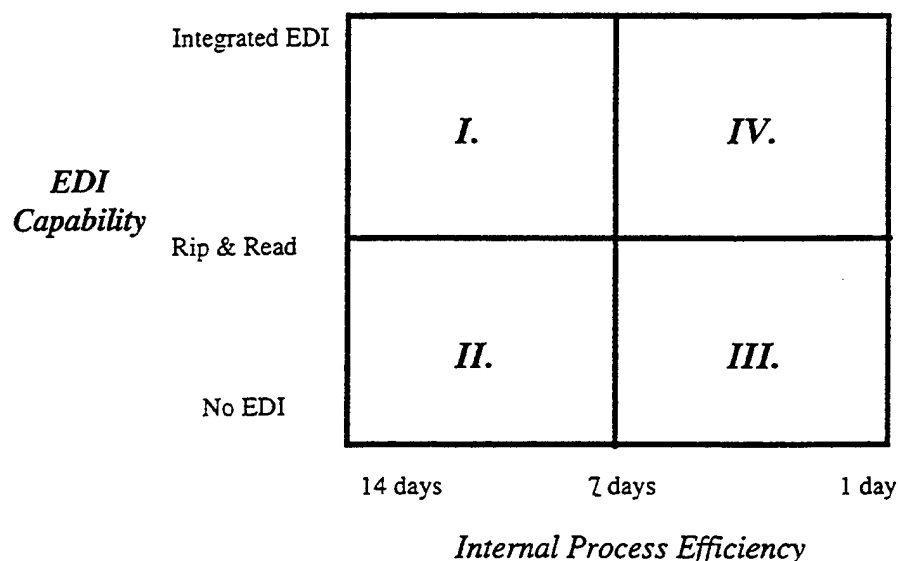 Integrated EDI
I.
IV.
EDI
Capability
Rip & Read
II.
III.
No EDI
14 days
7 days
1 day
Internal Process Efficiency